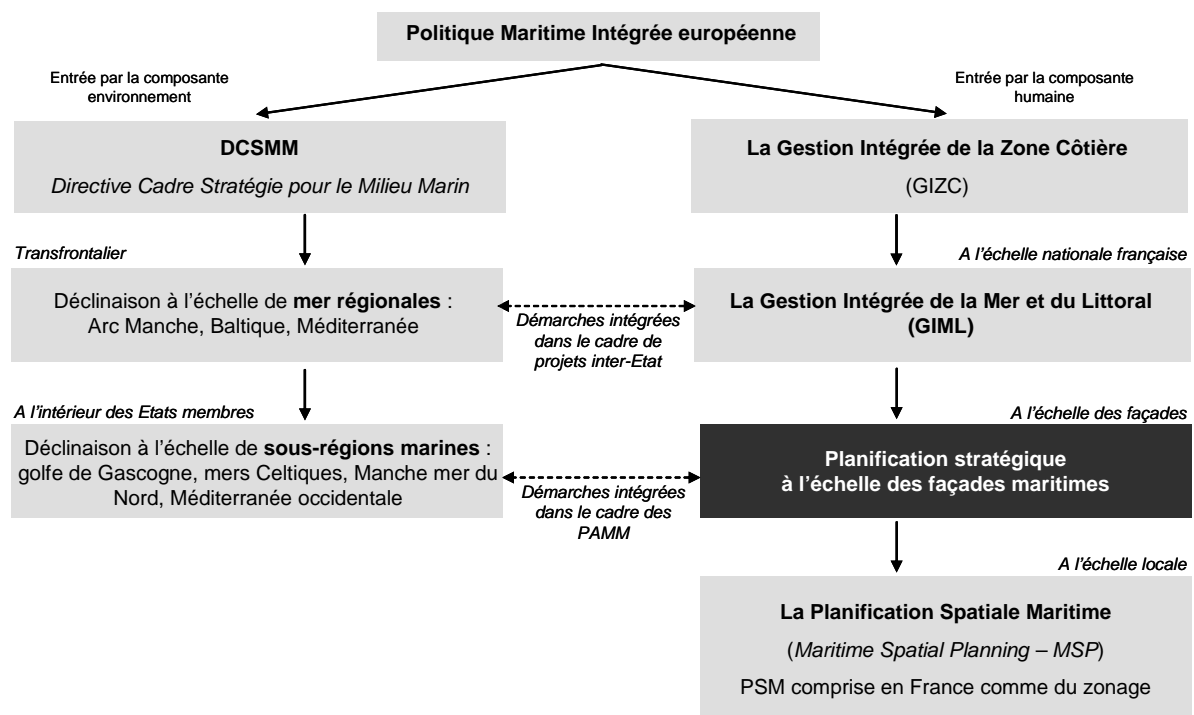 Politique Maritime Intégrée européenne
Entrée par la composante
environnement
Entrée par la composante
humaine
DCSMM
Directive Cadre Stratégie pour le Milieu Marin
La Gestion Intégrée de la Zone Côtière
(GIZC)
Transfrontalier
A l'échelle nationale française
Déclinaison à l'échelle de mer régionales :
Arc Manche, Baltique, Méditerranée
Démarches intégrées
dans le cadre de
projets inter-Etat
La Gestion Intégrée de la Mer et du Littoral
(GIML)
A l'intérieur des Etats membres
A l'échelle des façades
Déclinaison à l'échelle de sous-régions marines :
golfe de Gascogne, mers Celtiques, Manche mer du
Nord, Méditerranée occidentale
Démarches intégrées
dans le cadre des
PAMM
Planification stratégique
à l'échelle des façades maritimes
A l'échelle locale
La Planification Spatiale Maritime
(Maritime Spatial Planning – MSP)
PSM comprise en France comme du zonage